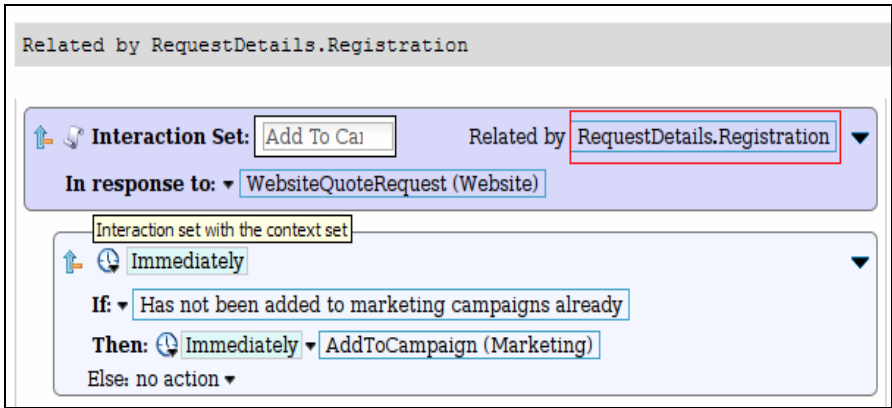 Related by RequestDetails.Registration
Interaction Set: Add To Related by RequestDetails.Registration
In response to: WebsiteQuoteRequest (Website)
Interaction set with the context set
Immediately
If: Has not been added to marketing campaigns already
Then: Immediately AddToCampaign (Marketing)
Else: no action